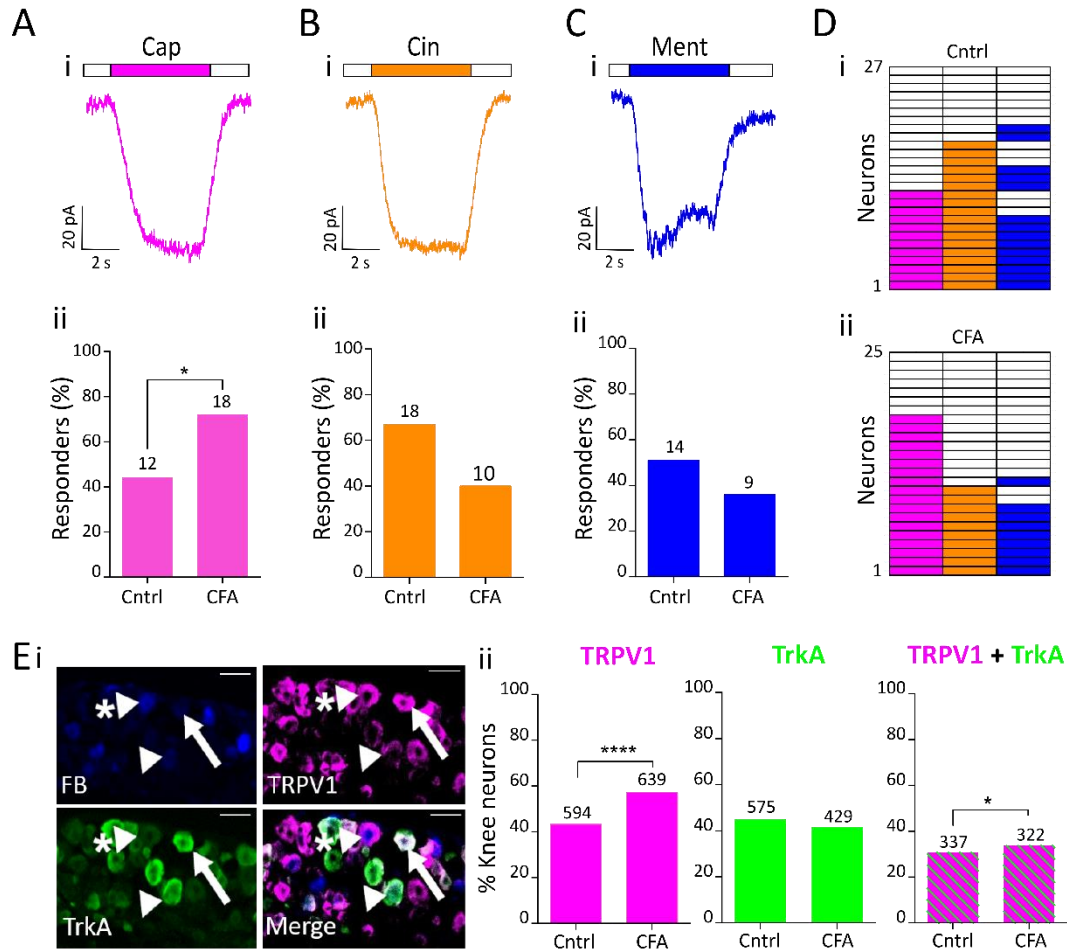 A
B
C
D
Cap
Cin
Ment
Cntrl
i
i
i
i
27
Neurons
1
20 pA
2 s
20 pA
2 s
20 pA
2 s
ii
ii
ii
ii
CFA
25
Neurons
1
Responders (%)
100
80
60
40
20
0
*
12
18
Cntrl
CFA
Responders (%)
100
80
60
40
20
0
18
10
Cntrl
CFA
Responders (%)
100
80
60
40
20
0
14
9
Cntrl
CFA
E i
FB
*
TRPV1
*
TrkA
*
Merge
*
ii
TRPV1
TrkA
TRPV1 + TrkA
% Knee neurons
100
80
60
40
20
0
****
594
639
Cntrl
CFA
100
80
60
40
20
0
575
429
Cntrl
CFA
100
80
60
40
20
0
*
337
322
Cntrl
CFA